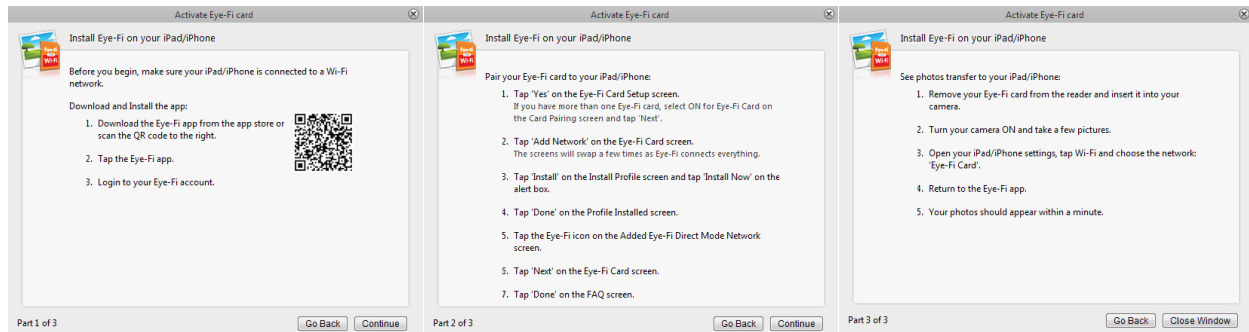 Activate Eye-Fi card
Install Eye-Fi on your iPad/iPhone
Before you begin, make sure your iPad/iPhone is connected to a Wi-Fi
network.
Download and Install the app:
1. Download the Eye-Fi app from the app store or
scan the QR code to the right.
2. Tap the Eye-Fi app.
3. Login to your Eye-Fi account.
Part 1 of 3
Go Back
Continue
Activate Eye-Fi card
Install Eye-Fi on your iPad/iPhone
Pair your Eye-Fi card to your iPad/iPhone:
1. Tap 'Yes' on the Eye-Fi Card Setup screen.
If you have more than one Eye-Fi card, select ON for Eye-Fi Card on
the Card Pairing screen and tap 'Next'.
2. Tap 'Add Network' on the Eye-Fi Card screen.
The screens will swap a few times as Eye-Fi connects everything.
3. Tap 'Install' on the Install Profile screen and tap 'Install Now' on the
alert box.
4. Tap 'Done' on the Profile Installed screen.
5. Tap the Eye-Fi icon on the Added Eye-Fi Direct Mode Network
screen.
5. Tap 'Next' on the Eye-Fi Card screen.
7. Tap 'Done' on the FAQ screen.
Part 2 of 3
Go Back
Continue
Activate Eye-Fi card
Install Eye-Fi on your iPad/iPhone
See photos transfer to your iPad/iPhone:
1. Remove your Eye-Fi card from the reader and insert it into your
camera.
2. Turn your camera ON and take a few pictures.
3. Open your iPad/iPhone settings, tap Wi-Fi and choose the network:
'Eye-Fi Card'.
4. Return to the Eye-Fi app.
5. Your photos should appear within a minute.
Part 3 of 3
Go Back
Close Window